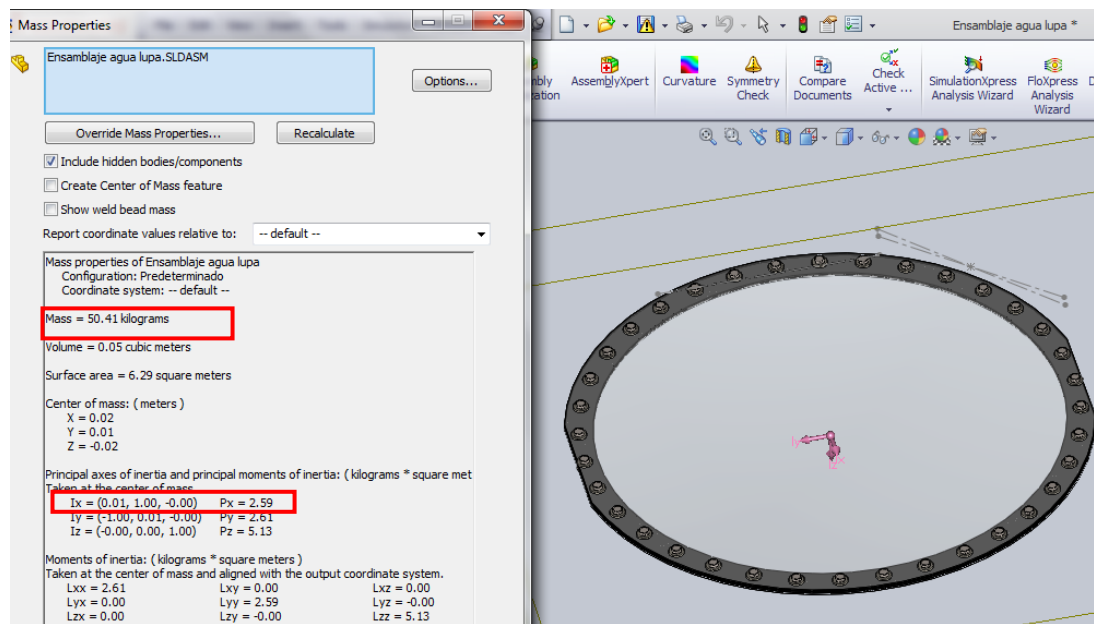 Mass Properties
Ensamblaje agua lupa.SLDASM
Options...
Override Mass Properties...
Recalculate
Include hidden bodies/components
Create Center of Mass feature
Show weld bead mass
Report coordinate values relative to:
-- default --
Mass properties of Ensamblaje agua lupa
Configuration: Predeterminado
Coordinate system: -- default --
Mass = 50.41 kilograms
Volume = 0.05 cubic meters
Surface area = 6.29 square meters
Center of mass: ( meters )
X = 0.02
Y = 0.01
Z = -0.02
Principal axes of inertia and principal moments of inertia: ( kilograms * square met
Taken at the center of mass
Ix = (0.01, 1.00, -0.00) Px = 2.59
Iy = (-1.00, 0.01, -0.00) Py = 2.61
Iz = (-0.00, 0.00, 1.00) Pz = 5.13
Moments of inertia: ( kilograms * square meters )
Taken at the center of mass and aligned with the output coordinate system.
Lxx = 2.61 Lxy = 0.00 Lxz = 0.00
Lyx = 0.00 Lyy = 2.59 Lyz = -0.00
Lzx = 0.00 Lzy = -0.00 Lzz = 5.13
Ensamblaje agua lupa *
AssemblyXpert
Curvature
Symmetry
Check
Compare
Documents
Check
Active ...
SimulationXpress
Analysis Wizard
FloXpress
Analysis
Wizard
Iy
Iz